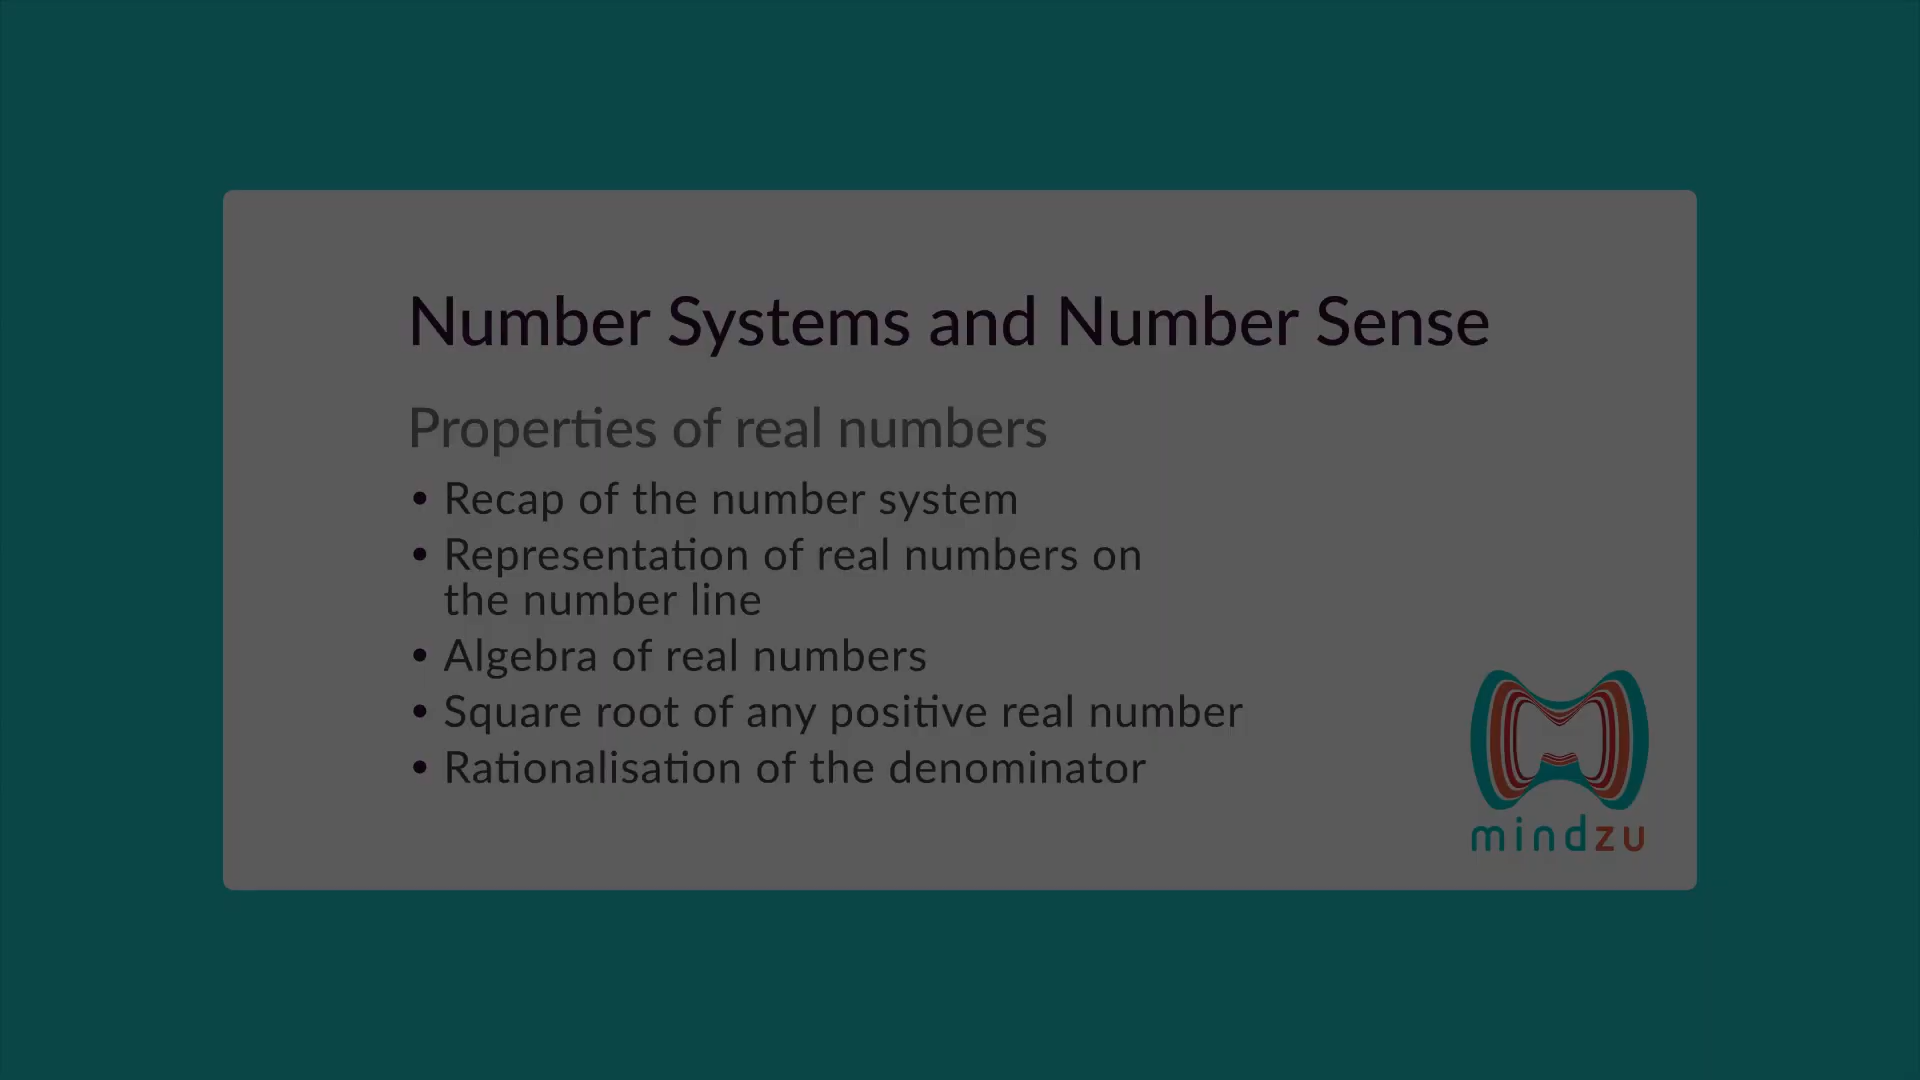 Number Systems and Number Sense
Properties of real numbers
• Recap of the number system
• Representation of real numbers on
the number line
• Algebra of real numbers
• Square root of any positive real number
• Rationalisation of the denominator
mindzu